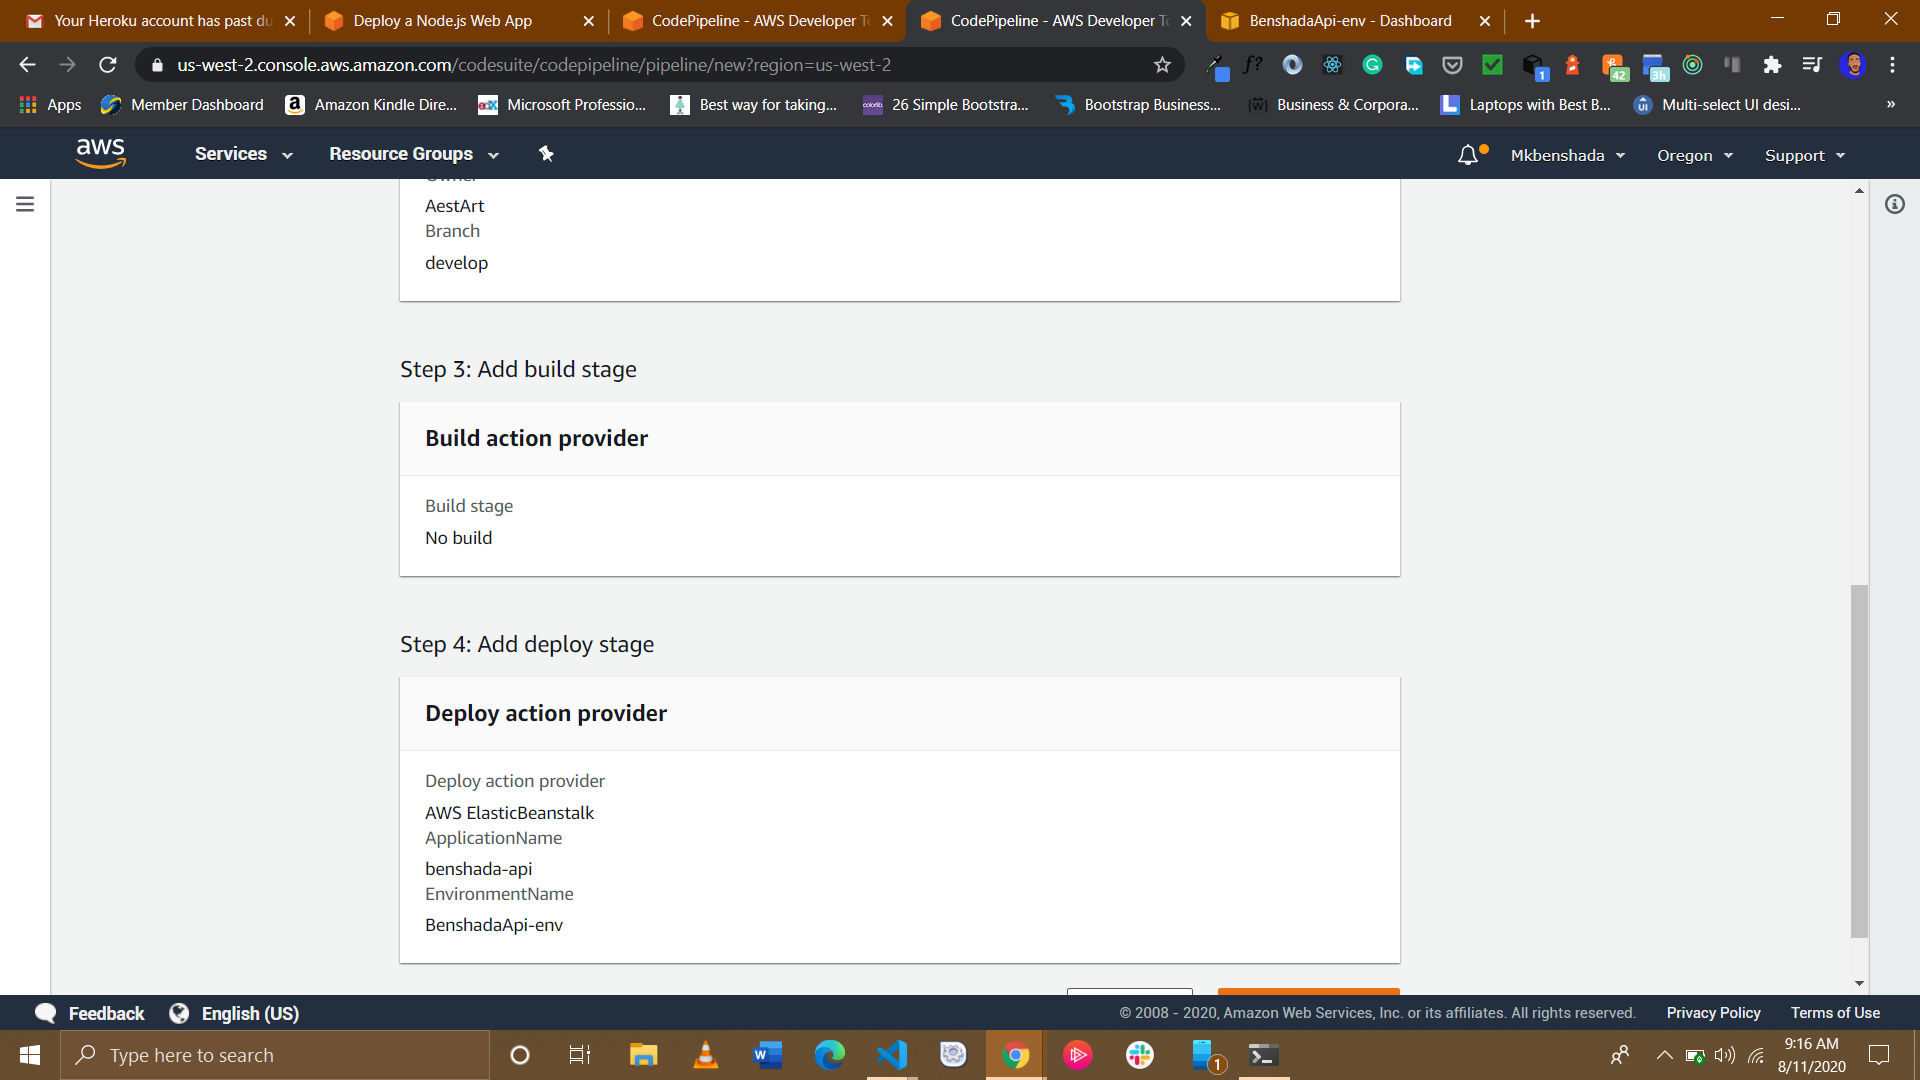 Your Heroku account has past du
Deploy a Node.js Web App
CodePipeline - AWS Developer To
CodePipeline - AWS Developer To
BenshadaApi-env - Dashboard
us-west-2.console.aws.amazon.com/codesuite/codepipeline/pipeline/new?region=us-west-2
f?
1
42
3h
Apps
Member Dashboard
Amazon Kindle Dire...
Microsoft Professio...
Best way for taking...
26 Simple Bootstra...
Bootstrap Business...
Business & Corpora...
Laptops with Best B...
Multi-select UI desi...
»
aws
Services
Resource Groups
Mkbenshada
Oregon
Support
Owner
AestArt
Branch
develop
Step 3: Add build stage
Build action provider
Build stage
No build
Step 4: Add deploy stage
Deploy action provider
Deploy action provider
AWS ElasticBeanstalk
ApplicationName
benshada-api
EnvironmentName
BenshadaApi-env
Feedback
English (US)
© 2008 - 2020, Amazon Web Services, Inc. or its affiliates. All rights reserved.
Privacy Policy
Terms of Use
Type here to search
1
9:16 AM
8/11/2020